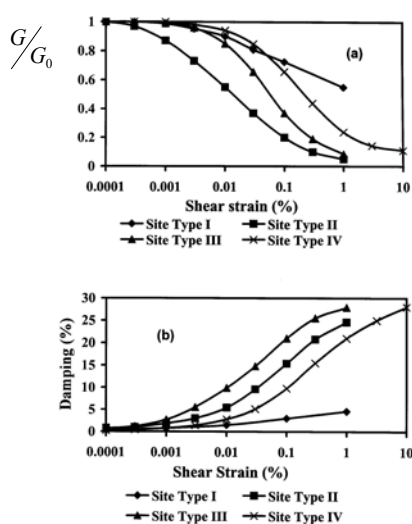 G/G₀
(a)
1
0.8
0.6
0.4
0.2
0
0.0001 0.001 0.01 0.1 1 10
Shear strain (%)
Site Type I Site Type II
Site Type III Site Type IV
(b)
Damping (%)
30
25
20
15
10
5
0
0.0001 0.001 0.01 0.1 1 10
Shear Strain (%)
Site Type I Site Type II
Site Type III Site Type IV